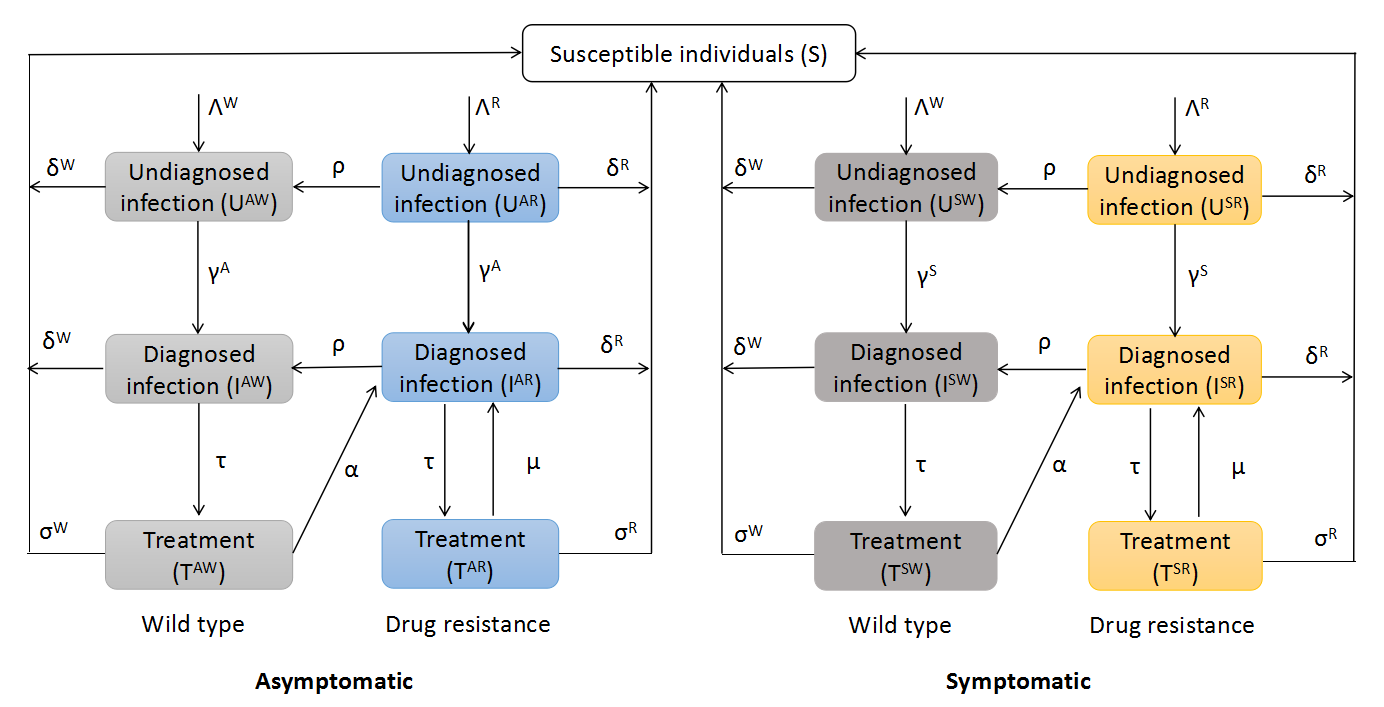 Susceptible individuals (S)
Λᵂ
Λᴿ
Λᵂ
Λᴿ
δᵂ
Undiagnosed
infection (Uᴬᵂ)
ρ
Undiagnosed
infection (Uᴬᴿ)
δᴿ
δᵂ
Undiagnosed
infection (Uˢᵂ)
ρ
Undiagnosed
infection (Uˢᴿ)
δᴿ
γᴬ
γᴬ
γˢ
γˢ
δᵂ
Diagnosed
infection (Iᴬᵂ)
ρ
Diagnosed
infection (Iᴬᴿ)
δᴿ
δᵂ
Diagnosed
infection (Iˢᵂ)
ρ
Diagnosed
infection (Iˢᴿ)
δᴿ
τ
α
τ
μ
τ
α
τ
μ
σᵂ
Treatment
(Tᴬᵂ)
Treatment
(Tᴬᴿ)
σᴿ
σᵂ
Treatment
(Tˢᵂ)
Treatment
(Tˢᴿ)
σᴿ
Wild type
Drug resistance
Wild type
Drug resistance
Asymptomatic
Symptomatic